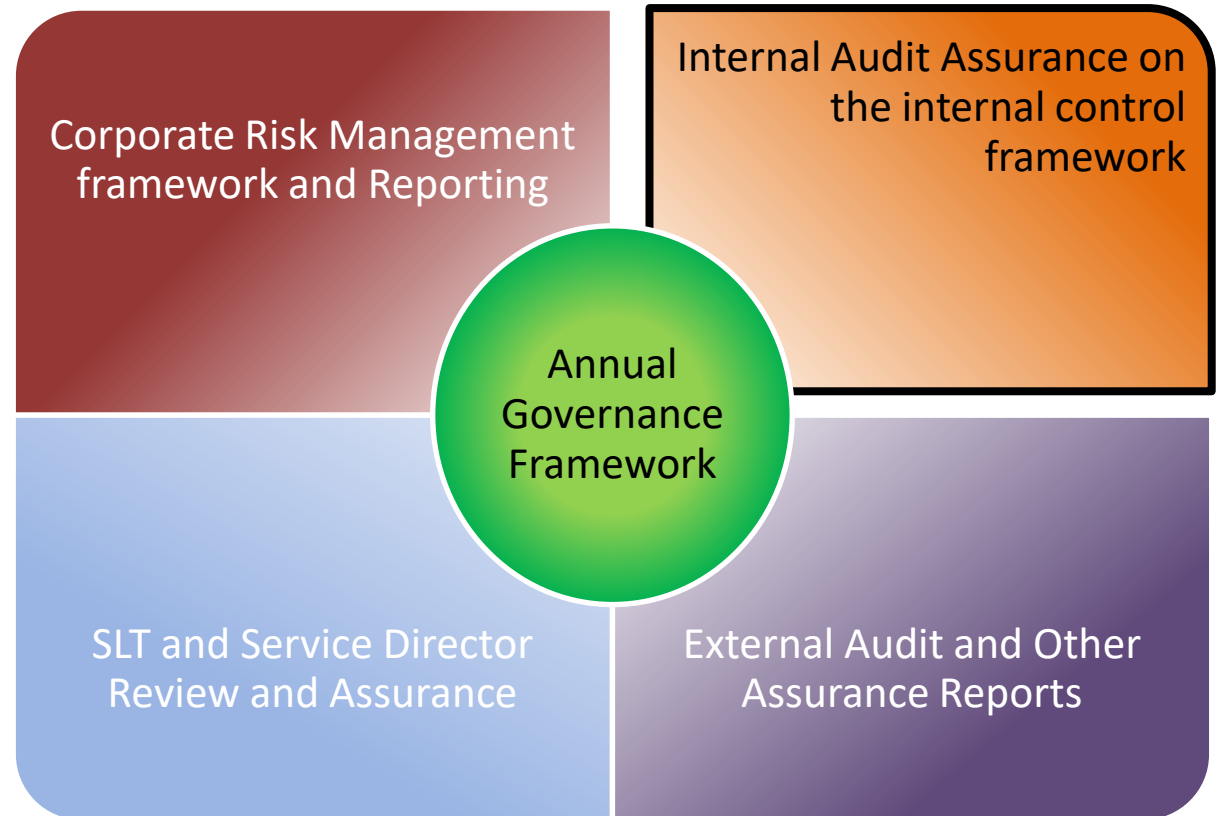 Corporate Risk Management
framework and Reporting
Internal Audit Assurance on
the internal control
framework
Annual
Governance
Framework
SLT and Service Director
Review and Assurance
External Audit and Other
Assurance Reports